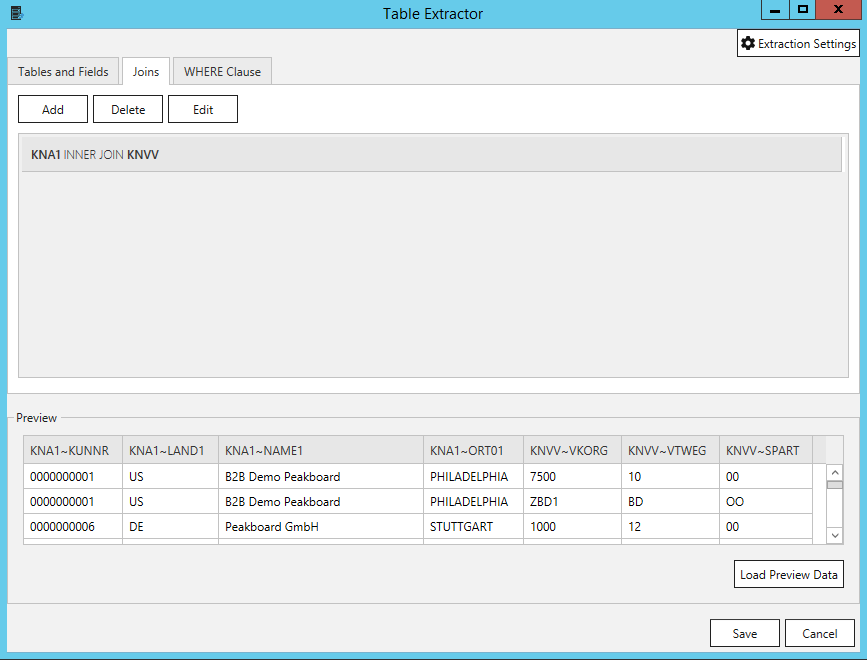 Table Extractor
Extraction Settings
Tables and Fields Joins WHERE Clause
Add Delete Edit
KNA1 INNER JOIN KNVV
Preview
KNA1~KUNNR KNA1~LAND1 KNA1~NAME1 KNA1~ORT01 KNVV~VKORG KNVV~VTWEG KNVV~SPART
0000000001 US B2B Demo Peakboard PHILADELPHIA 7500 10 00
0000000001 US B2B Demo Peakboard PHILADELPHIA ZBD1 BD OO
0000000006 DE Peakboard GmbH STUTTGART 1000 12 00
Load Preview Data
Save Cancel